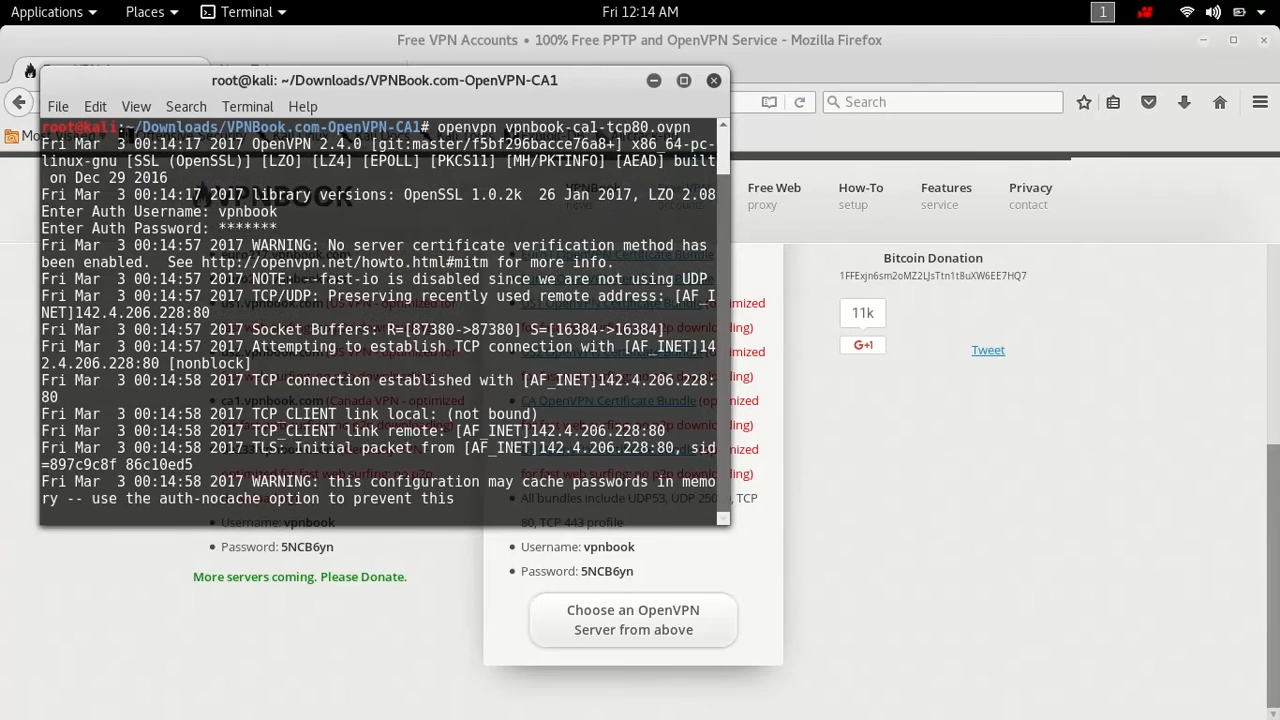 Applications
Places
Terminal
Fri 12:14 AM
1
Free VPN Accounts • 100% Free PPTP and OpenVPN Service - Mozilla Firefox
root@kali: ~/Downloads/VPNBook.com-OpenVPN-CA1
File Edit View Search Terminal Help
Search
root@kali:~/Downloads/VPNBook.com-OpenVPN-CA1# openvpn vpnbook-ca1-tcp80.ovpn
Fri Mar  3 00:14:17 2017 OpenVPN 2.4.0 [git:master/f5bf296bacce76a8+] x86_64-pc-
linux-gnu [SSL (OpenSSL)] [LZO] [LZ4] [EPOLL] [PKCS11] [MH/PKTINFO] [AEAD] built
on Dec 29 2016
Fri Mar  3 00:14:17 2017 library versions: OpenSSL 1.0.2k  26 Jan 2017, LZO 2.08
Enter Auth Username: vpnbook
Enter Auth Password: *******
Fri Mar  3 00:14:57 2017 WARNING: No server certificate verification method has
been enabled.  See http://openvpn.net/howto.html#mitm for more info.
Fri Mar  3 00:14:57 2017 NOTE: --fast-io is disabled since we are not using UDP
Fri Mar  3 00:14:57 2017 TCP/UDP: Preserving recently used remote address: [AF_I
NET]142.4.206.228:80
Fri Mar  3 00:14:57 2017 Socket Buffers: R=[87380->87380] S=[16384->16384]
Fri Mar  3 00:14:57 2017 Attempting to establish TCP connection with [AF_INET]14
2.4.206.228:80 [nonblock]
Fri Mar  3 00:14:58 2017 TCP connection established with [AF_INET]142.4.206.228:
80
Fri Mar  3 00:14:58 2017 TCP_CLIENT link local: (not bound)
Fri Mar  3 00:14:58 2017 TCP_CLIENT link remote: [AF_INET]142.4.206.228:80
Fri Mar  3 00:14:58 2017 TLS: Initial packet from [AF_INET]142.4.206.228:80, sid
=897c9c8f 86c10ed5
Fri Mar  3 00:14:58 2017 WARNING: this configuration may cache passwords in memo
ry -- use the auth-nocache option to prevent this
Free Web
proxy
How-To
setup
Features
service
Privacy
contact
Username: vpnbook
Password: 5NCB6yn
More servers coming. Please Donate.
All bundles include UDP53, UDP 25000, TCP
80, TCP 443 profile
Username: vpnbook
Password: 5NCB6yn
Choose an OpenVPN
Server from above
Bitcoin Donation
1FFExjn6sm2oMZ2LJsTtn1t8uXW6EE7HQ7
11k
+1
Tweet